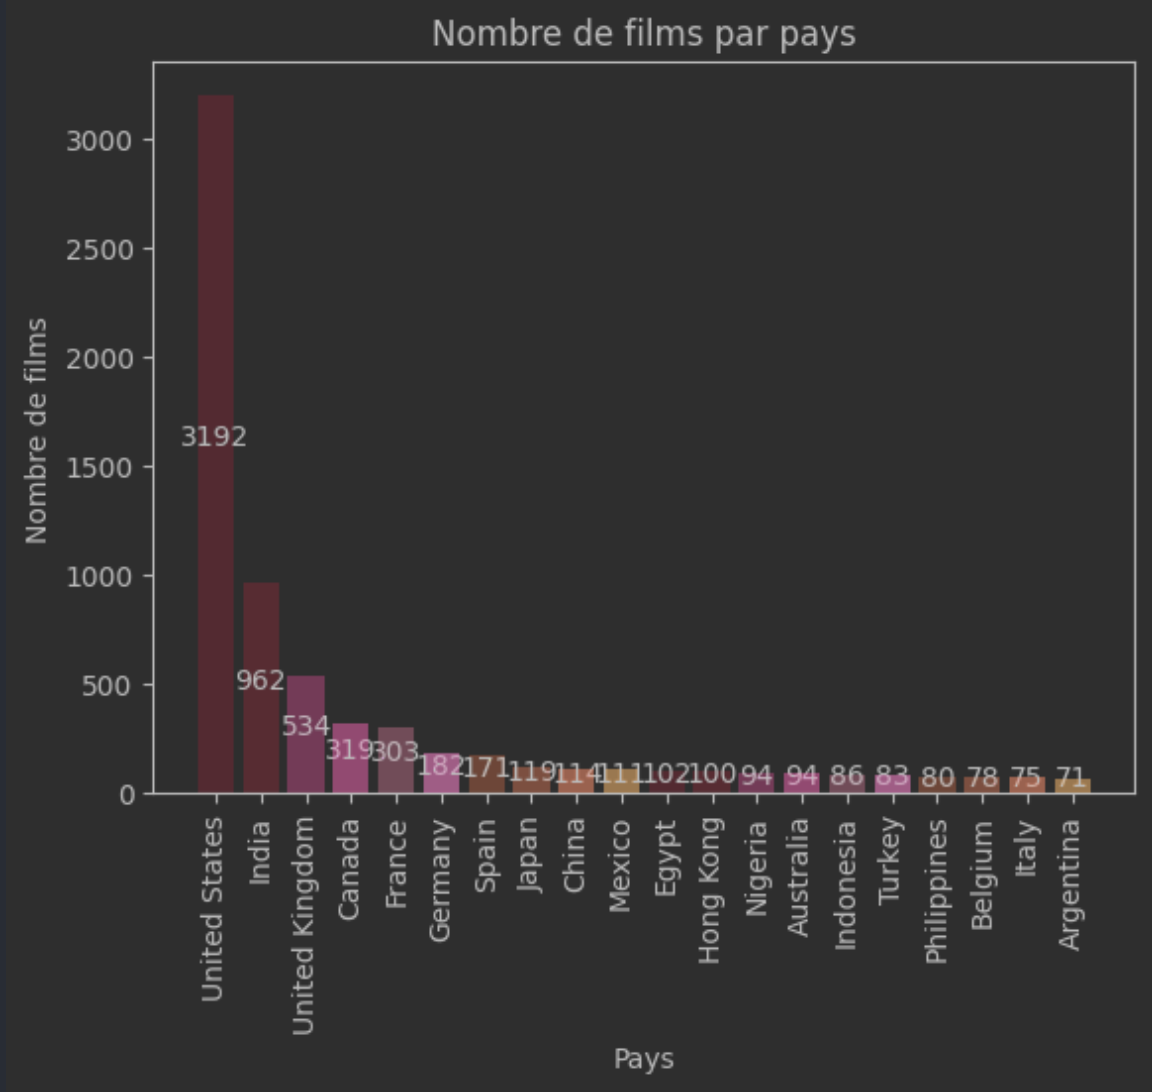 Nombre de films par pays
Nombre de films
3000
2500
2000
1500
1000
500
0
3192
962
534
319
303
182
171
119
114
111
102
100
94
94
86
83
80
78
75
71
United States
India
United Kingdom
Canada
France
Germany
Spain
Japan
China
Mexico
Egypt
Hong Kong
Nigeria
Australia
Indonesia
Turkey
Philippines
Belgium
Italy
Argentina
Pays